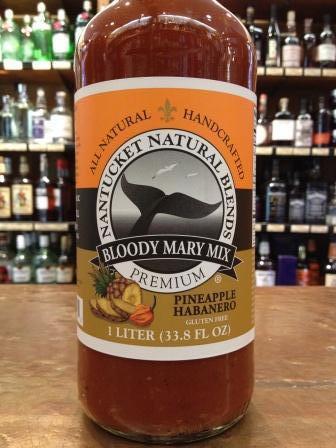 ALL NATURAL ⚜ HANDCRAFTED
NANTUCKET NATURAL BLENDS
BLOODY MARY MIX
PREMIUM ®
PINEAPPLE
HABANERO
GLUTEN FREE
1 LITER (33.8 FL OZ)